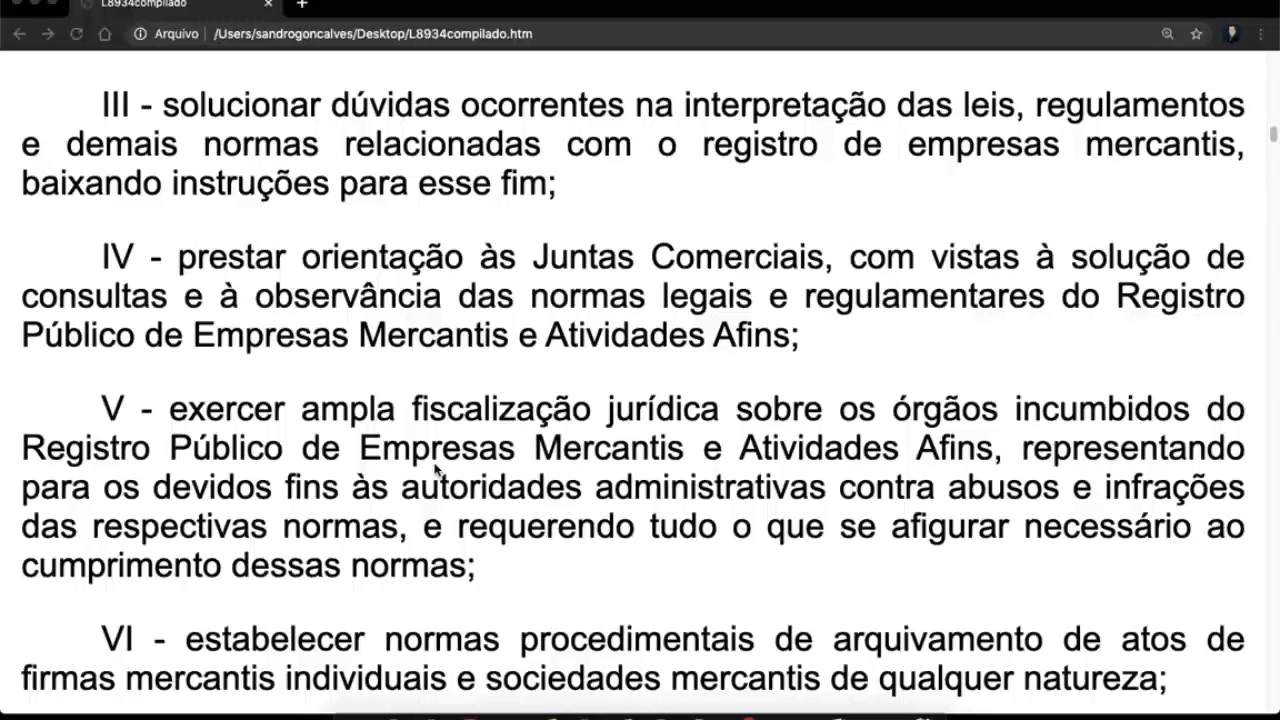 L8934compilado
Arquivo /Users/sandrogoncalves/Desktop/L8934compilado.htm
III - solucionar dúvidas ocorrentes na interpretação das leis, regulamentos
e demais normas relacionadas com o registro de empresas mercantis,
baixando instruções para esse fim;
IV - prestar orientação às Juntas Comerciais, com vistas à solução de
consultas e à observância das normas legais e regulamentares do Registro
Público de Empresas Mercantis e Atividades Afins;
V - exercer ampla fiscalização jurídica sobre os órgãos incumbidos do
Registro Público de Empresas Mercantis e Atividades Afins, representando
para os devidos fins às autoridades administrativas contra abusos e infrações
das respectivas normas, e requerendo tudo o que se afigurar necessário ao
cumprimento dessas normas;
VI - estabelecer normas procedimentais de arquivamento de atos de
firmas mercantis individuais e sociedades mercantis de qualquer natureza;